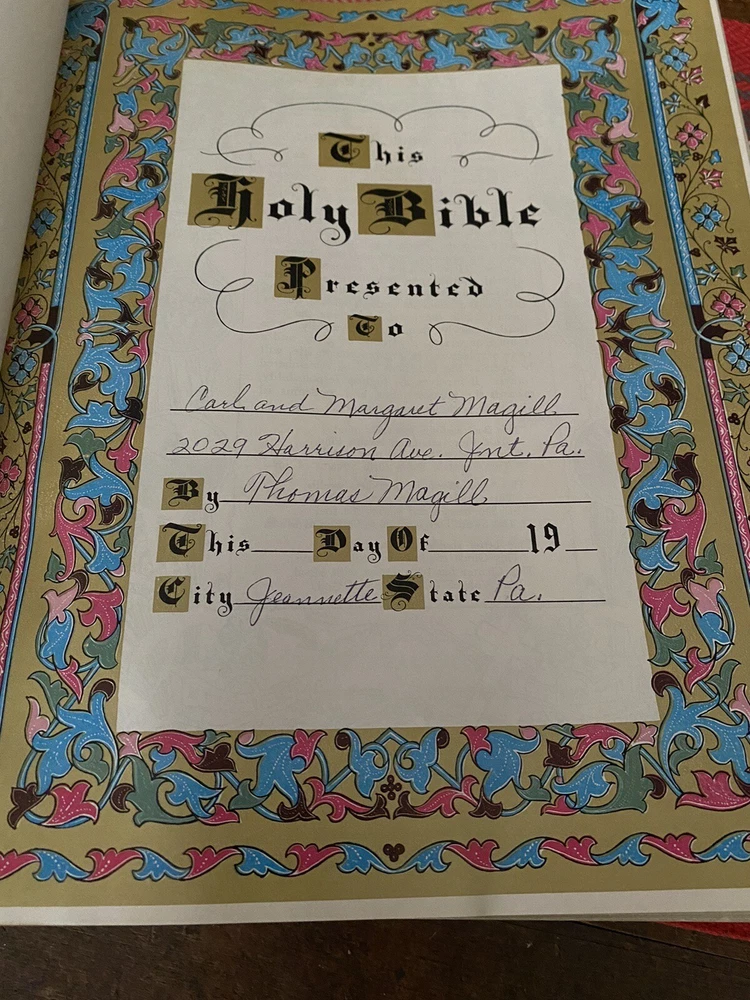 This
Holy Bible
Presented
To
Carl and Margaret Magill
2029 Harrison Ave. Jnt. Pa.
By Thomas Magill
This Day Of 19
City Jeannette State Pa.